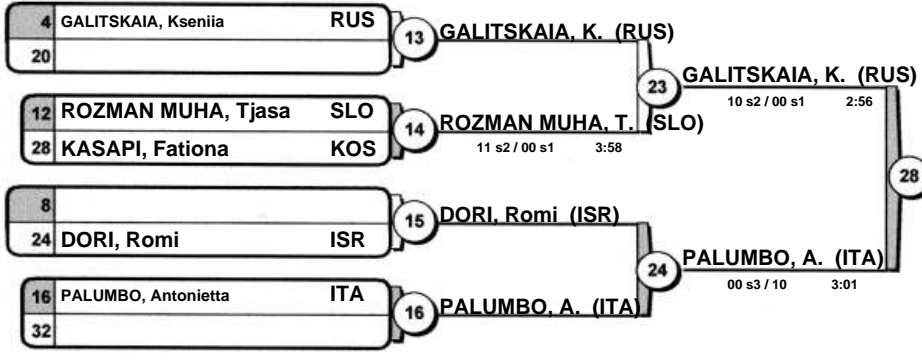 4 GALITSKAIA, Kseniia RUS
20
13
GALITSKAIA, K. (RUS)
12 ROZMAN MUHA, Tjasa SLO
28 KASAPI, Fationa KOS
14
ROZMAN MUHA, T. (SLO)
11 s2 / 00 s1 3:58
23
GALITSKAIA, K. (RUS)
10 s2 / 00 s1 2:56
8
24 DORI, Romi ISR
15
DORI, Romi (ISR)
16 PALUMBO, Antonietta ITA
32
16
PALUMBO, A. (ITA)
24
PALUMBO, A. (ITA)
00 s3 / 10 3:01
28